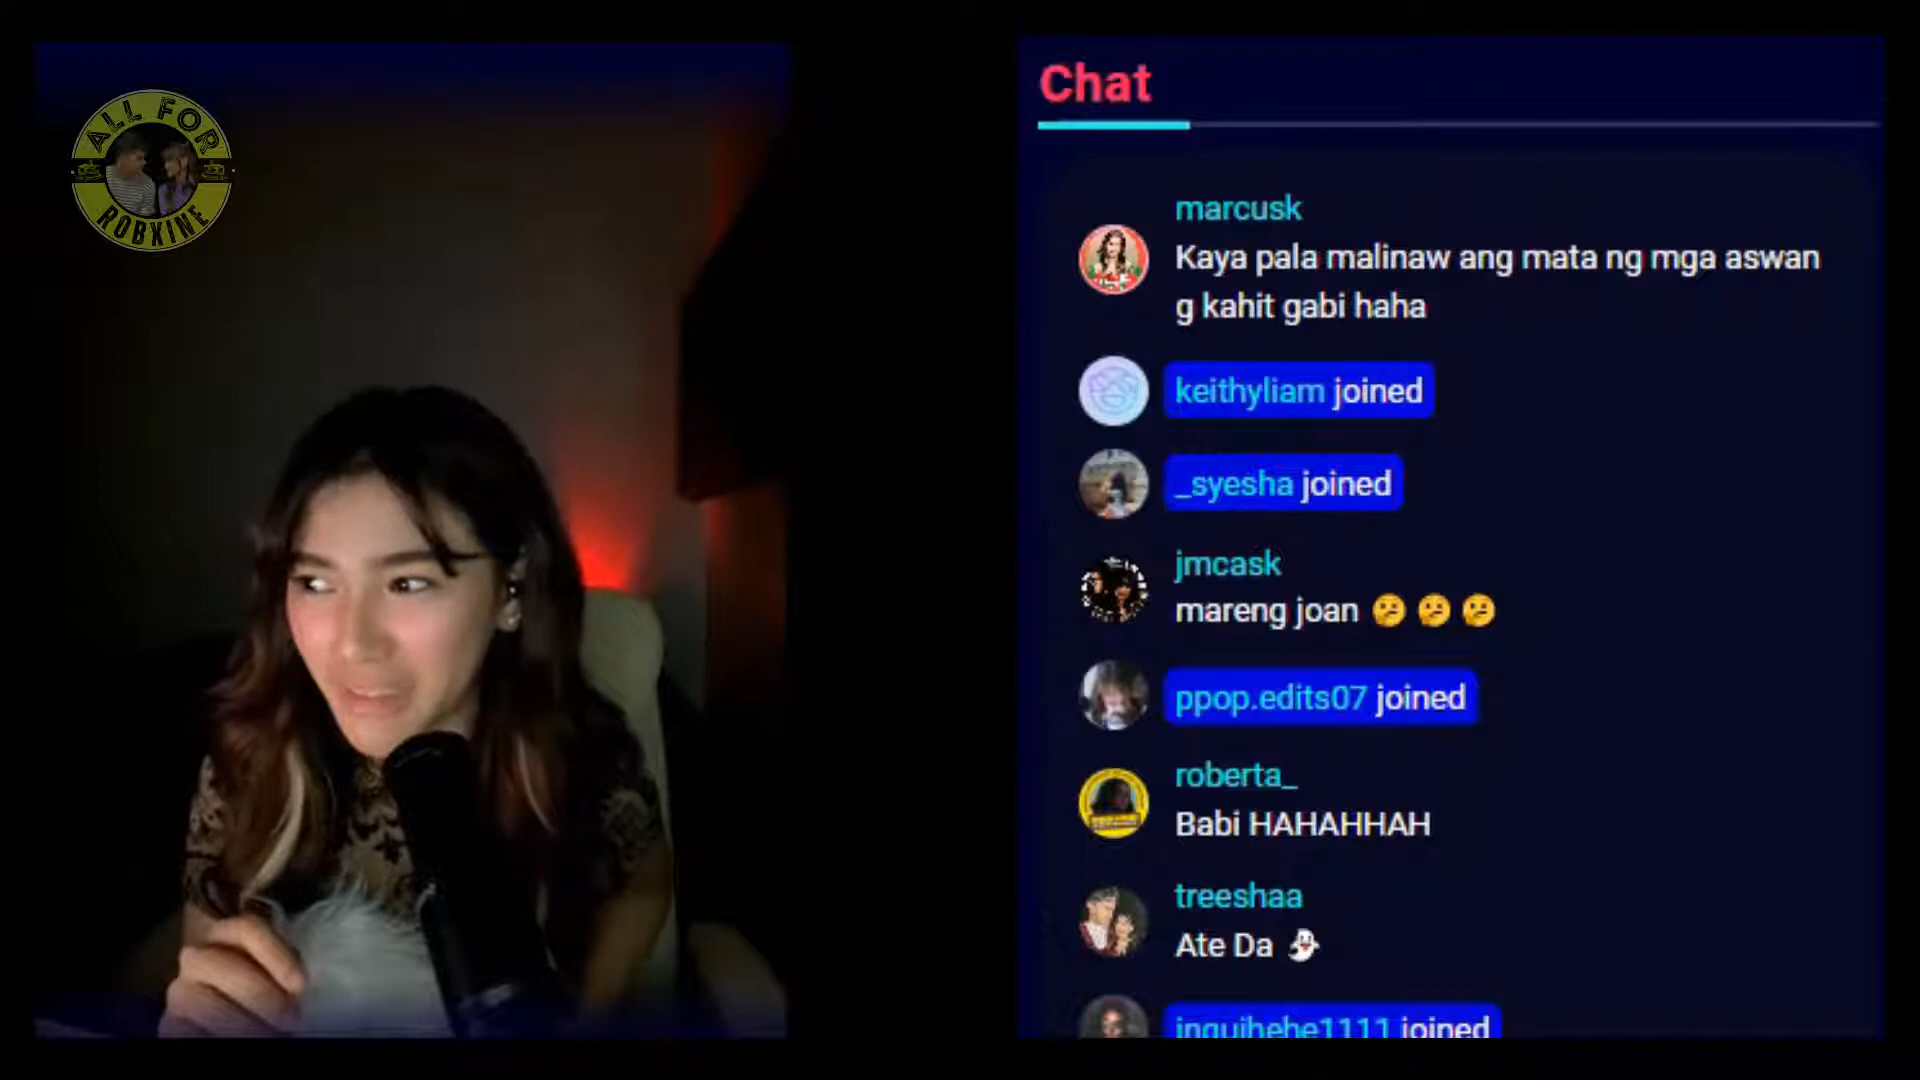 ALL FOR
ROBXINE
Chat
marcusk
Kaya pala malinaw ang mata ng mga aswan
g kahit gabi haha
keithyliam joined
_syesha joined
jmcask
mareng joan 🤔 🤔 🤔
ppop.edits07 joined
roberta_
Babi HAHAHHAH
treeshaa
Ate Da 👻
joined